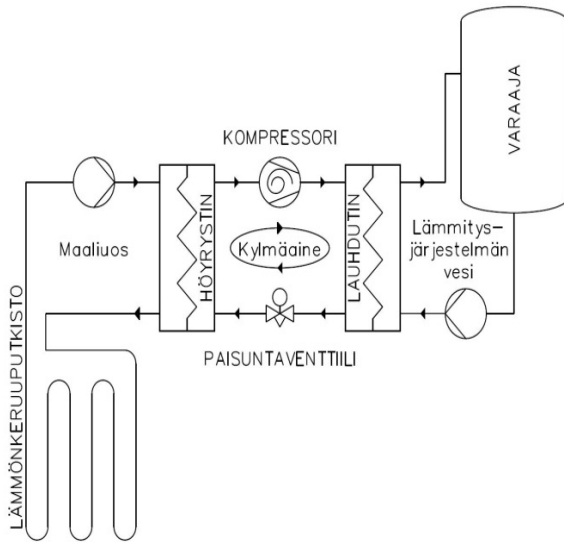 VARAAJA
KOMPRESSORI
Maaliuos
HÖYRYSTIN
Kylmäaine
LAUHDUTIN
Lämmitys-
järjestelmän
vesi
PAISUNTAVENTTIILI
LÄMMÖNKERUUPUTKISTO